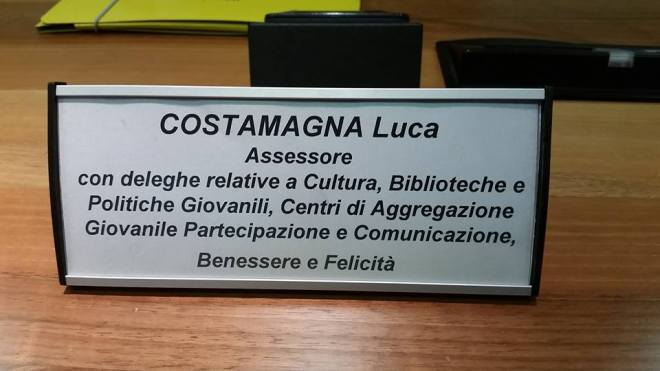 COSTAMAGNA Luca
Assessore
con deleghe relative a Cultura, Biblioteche e
Politiche Giovanili, Centri di Aggregazione
Giovanile Partecipazione e Comunicazione,
Benessere e Felicità